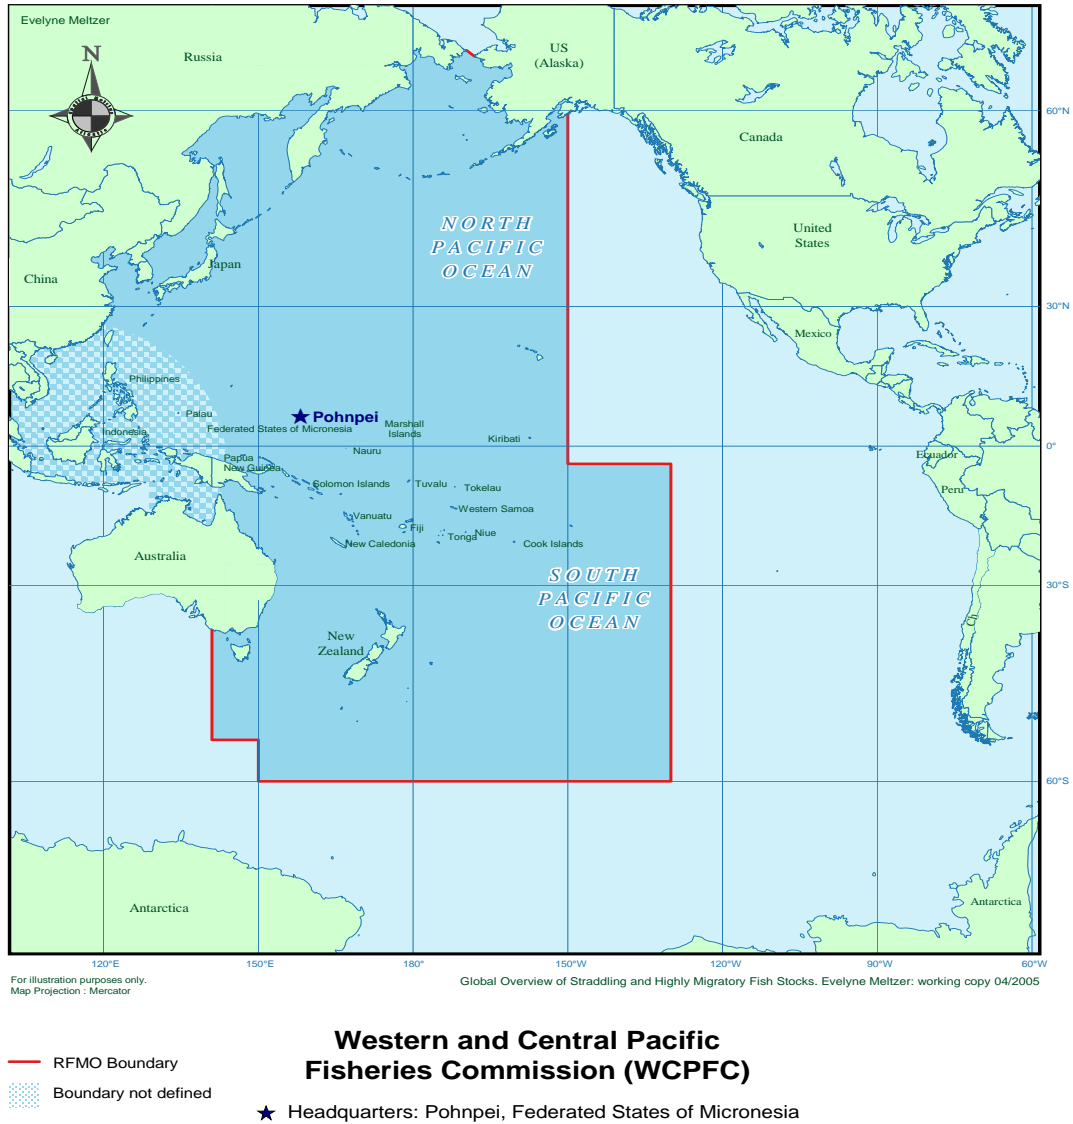 Evelyne Meltzer
N
Russia
US
(Alaska)
Canada
60°N
NORTH
PACIFIC
OCEAN
United
States
China
Japan
30°N
Mexico
Philippines
Palau
Pohnpei
Federated States of Micronesia
Marshall
Islands
Indonesia
Kiribati
0°
Nauru
Ecuador
Papua
New Guinea
Solomon Islands
Tuvalu
Tokelau
Peru
Western Samoa
Vanuatu
Fiji
Tonga
Niue
New Caledonia
Cook Islands
Australia
SOUTH
PACIFIC
OCEAN
30°S
Ch
New
Zealand
60°S
Antarctica
Antarctica
120°E
150°E
180°
150°W
120°W
90°W
60°W
For illustration purposes only.
Map Projection : Mercator
Global Overview of Straddling and Highly Migratory Fish Stocks. Evelyne Meltzer: working copy 04/2005
Western and Central Pacific
Fisheries Commission (WCPFC)
RFMO Boundary
Boundary not defined
Headquarters: Pohnpei, Federated States of Micronesia